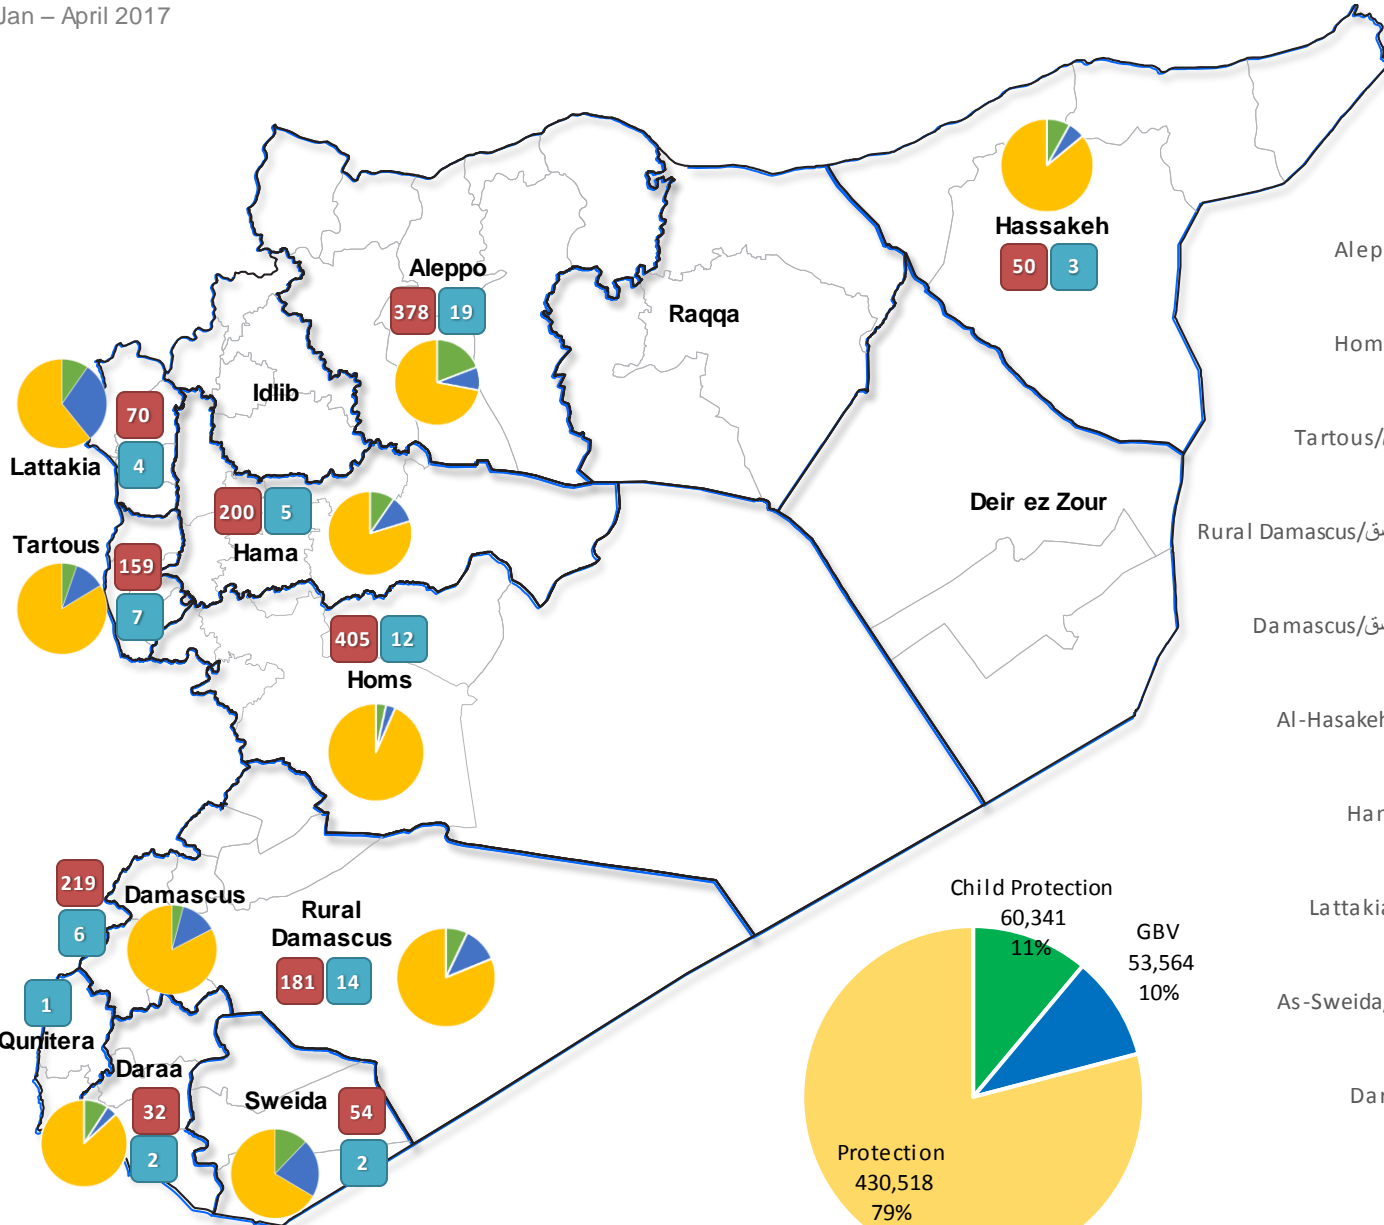 Jan – April 2017
Hassakeh
50 3
Aleppo
378 19
Raqqa
Idlib
70
4
Lattakia
200 5
Hama
Tartous
159
7
Deir ez Zour
405 12
Homs
219
6
Damascus
Rural
Damascus
181 14
1
Qunitera
Daraa
32
2
Sweida
54
2
Child Protection
60,341
11%
GBV
53,564
10%
Protection
430,518
79%
Alep
Hom
Tartous/
Rural Damascus/
Damascus/
Al-Hasakeh
Ham
Lattakia
As-Sweida/
Dar